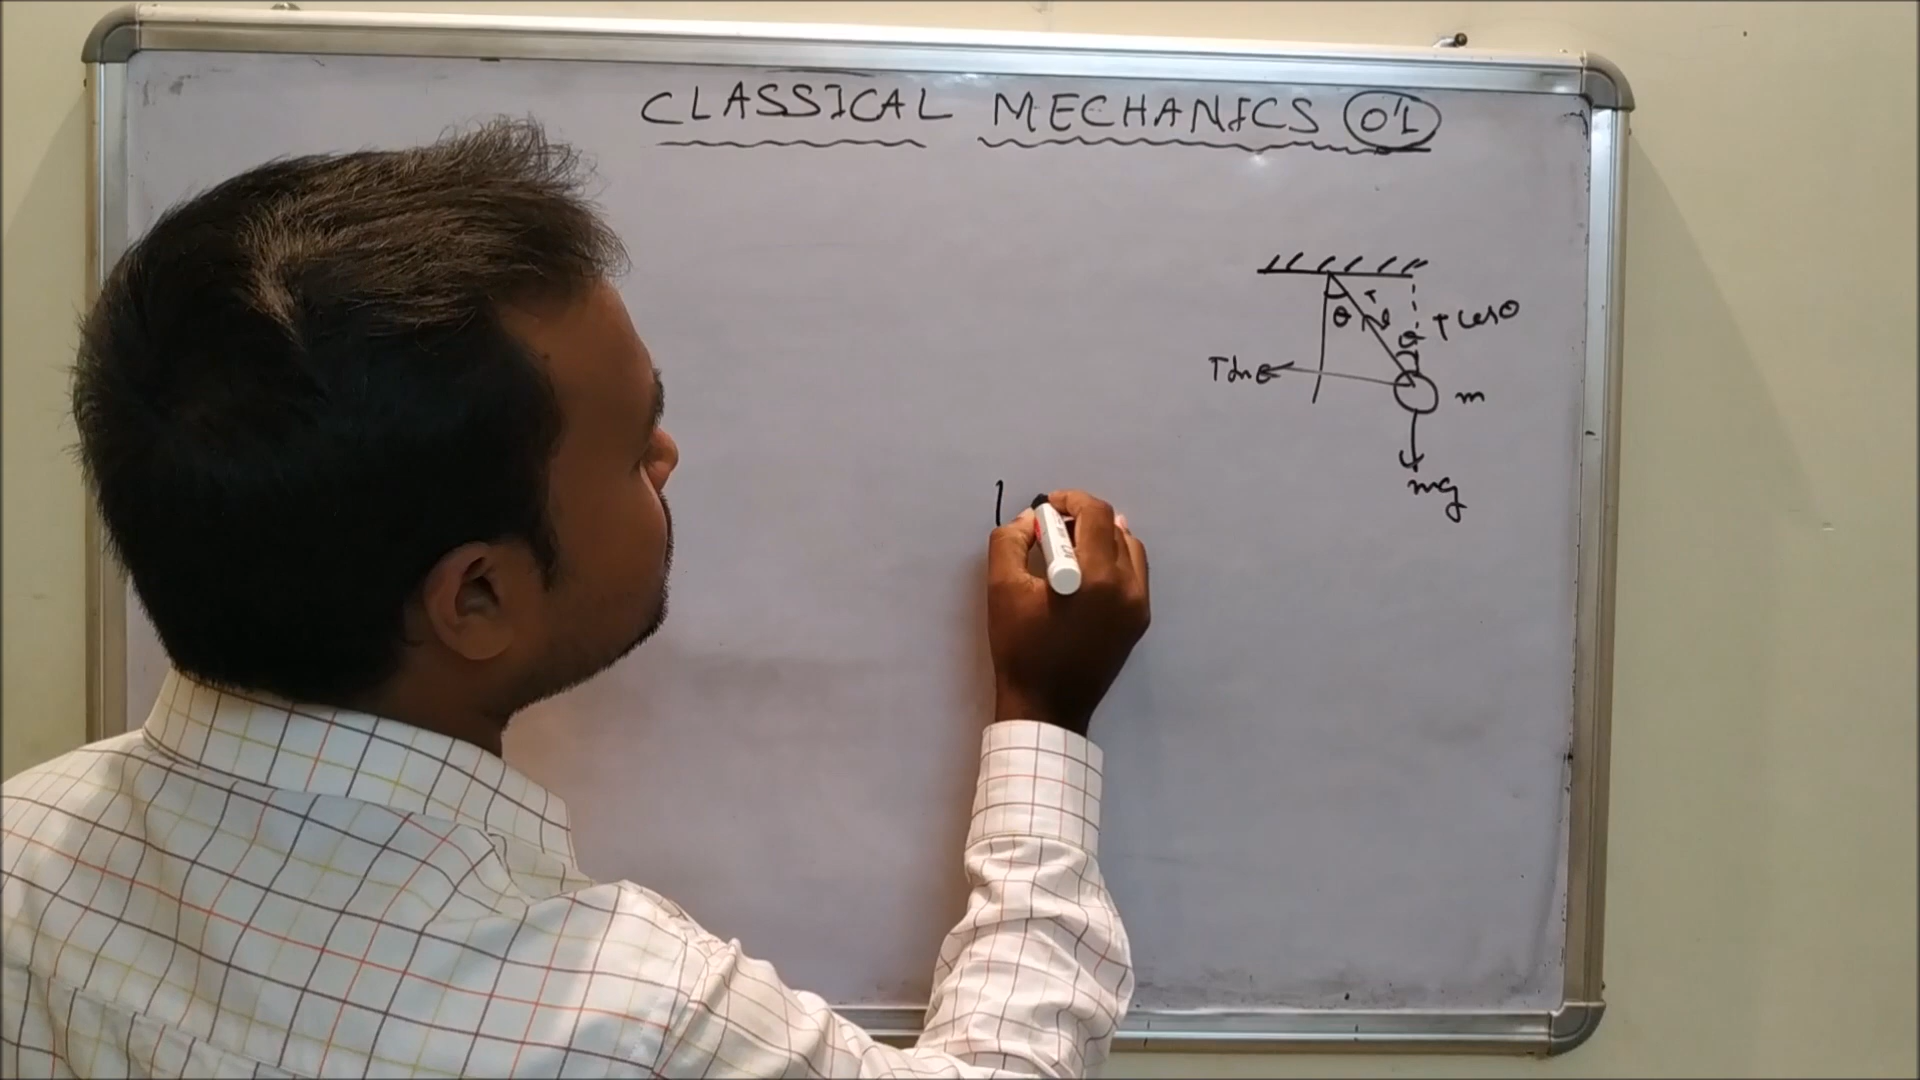 CLASSICAL MECHANICS 01
T
θ l
θ T cosθ
T sinθ
m
mg